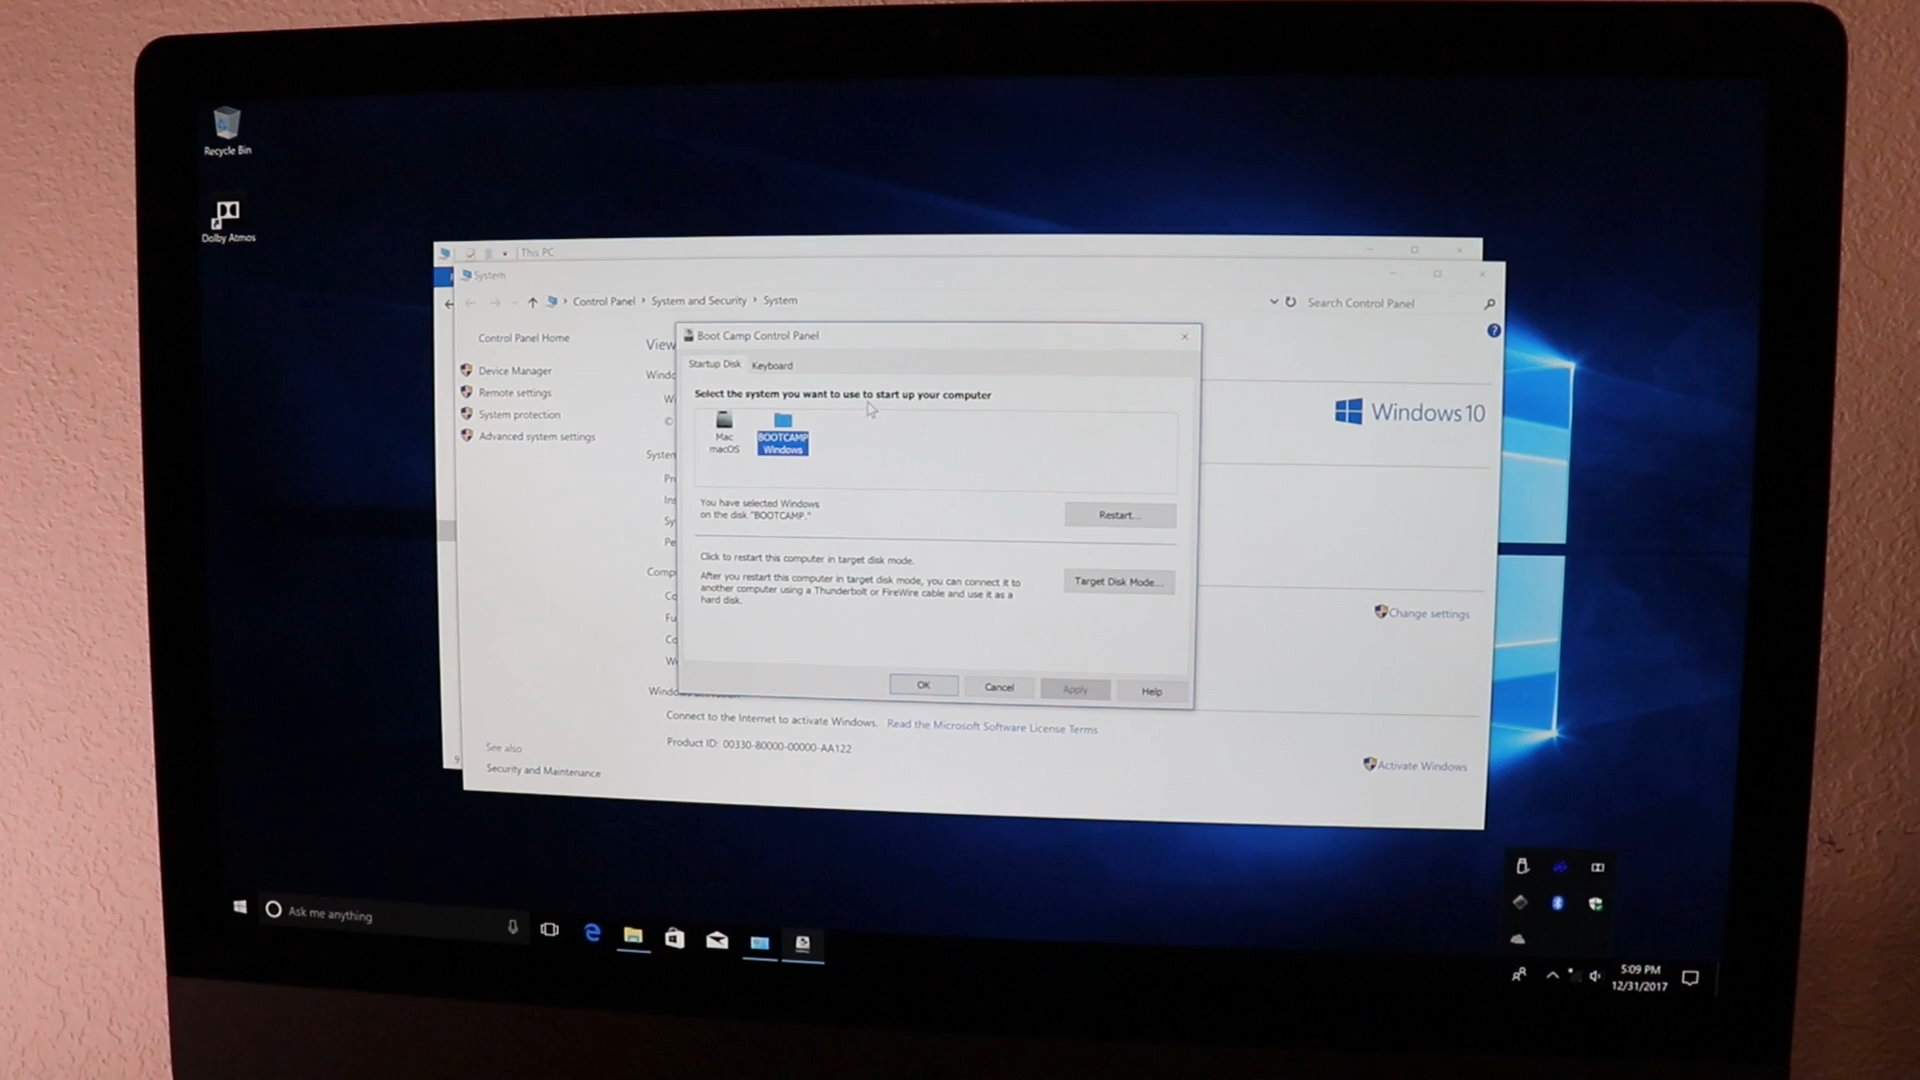 Recycle Bin
Dolby Atmos
This PC
System
Control Panel › System and Security › System
Search Control Panel
Control Panel Home
Device Manager
Remote settings
System protection
Advanced system settings
See also
Security and Maintenance
View
Boot Camp Control Panel
Startup Disk Keyboard
Select the system you want to use to start up your computer
Mac
macOS
BOOTCAMP
Windows
You have selected Windows
on the disk "BOOTCAMP."
Restart...
Click to restart this computer in target disk mode.
After you restart this computer in target disk mode, you can connect it to
another computer using a Thunderbolt or FireWire cable and use it as a
hard disk.
Target Disk Mode...
OK Cancel Apply Help
Windows 10
Change settings
Connect to the Internet to activate Windows. Read the Microsoft Software License Terms
Product ID: 00330-80000-00000-AA122
Activate Windows
Ask me anything
5:09 PM
12/31/2017